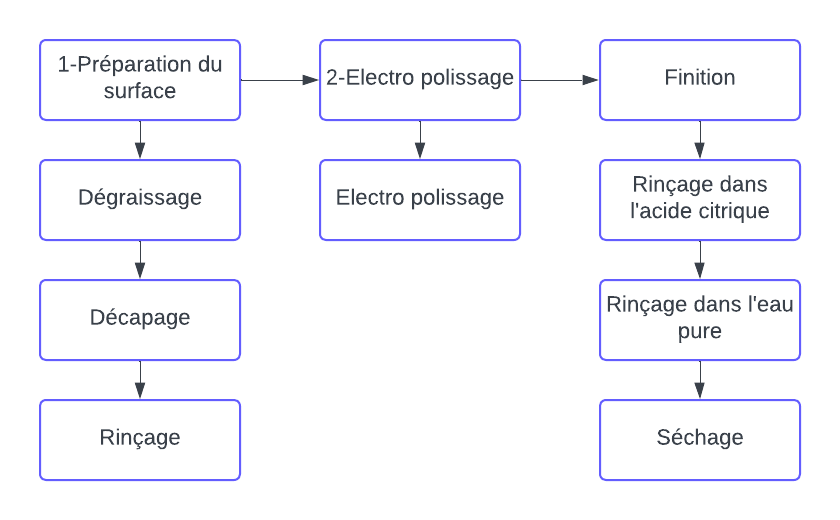 1-Préparation du
surface
2-Electro polissage
Finition
Dégraissage
Electro polissage
Rinçage dans
l'acide citrique
Décapage
Rinçage dans l'eau
pure
Rinçage
Séchage